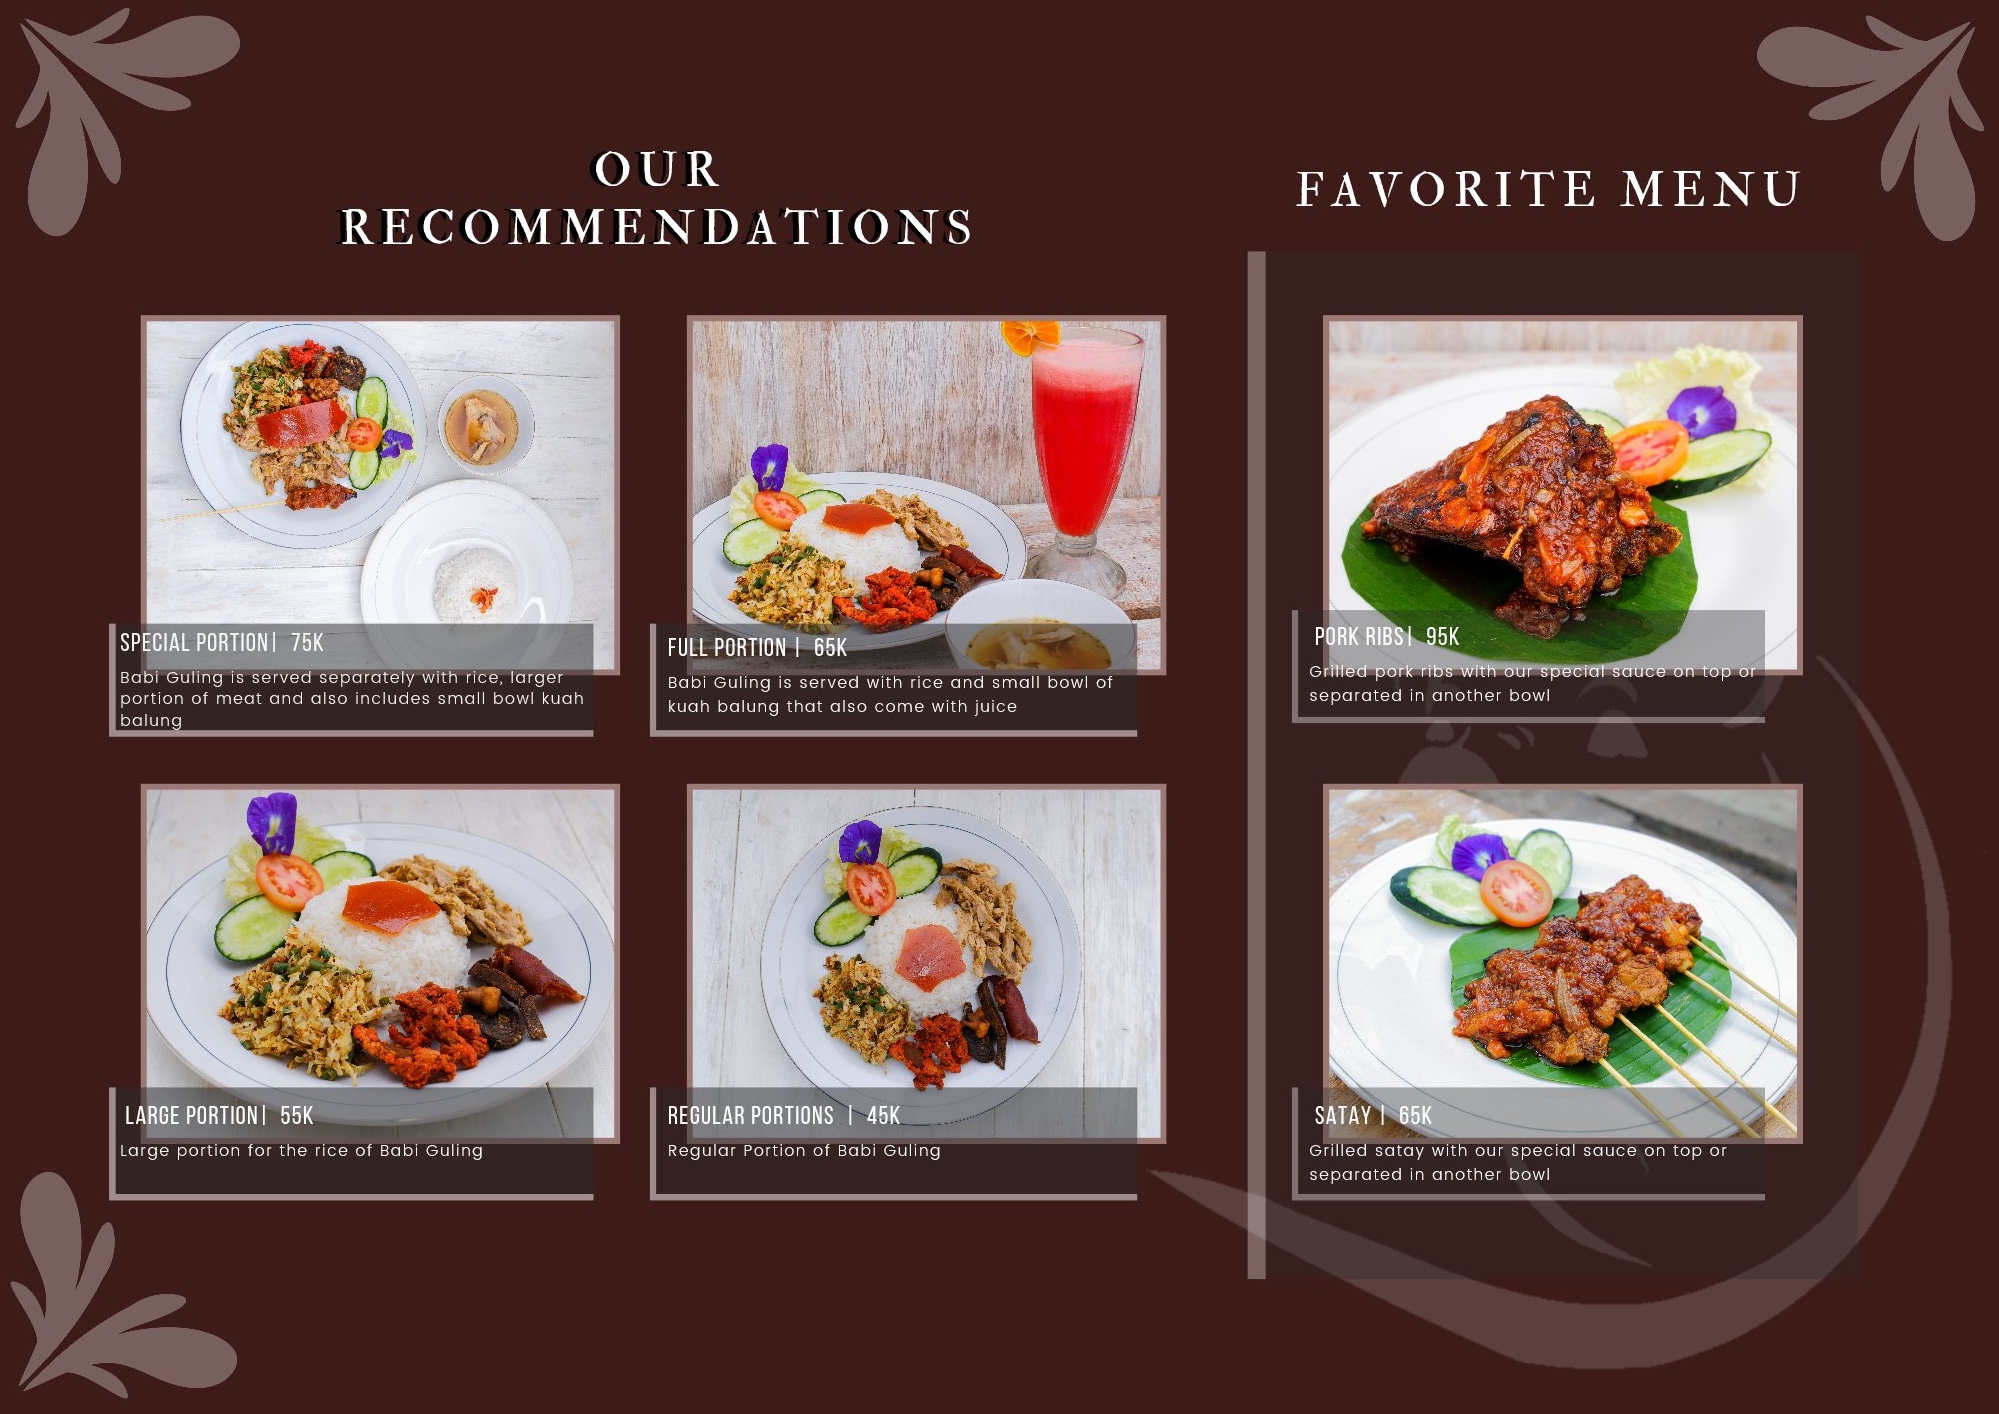 OUR
RECOMMENDATIONS
SPECIAL PORTION| 75K
Babi Guling is served separately with rice, larger
portion of meat and also includes small bowl kuah
balung
FULL PORTION | 65K
Babi Guling is served with rice and small bowl of
kuah balung that also come with juice
LARGE PORTION| 55K
Large portion for the rice of Babi Guling
REGULAR PORTIONS | 45K
Regular Portion of Babi Guling
FAVORITE MENU
PORK RIBS| 95K
Grilled pork ribs with our special sauce on top or
separated in another bowl
SATAY | 65K
Grilled satay with our special sauce on top or
separated in another bowl